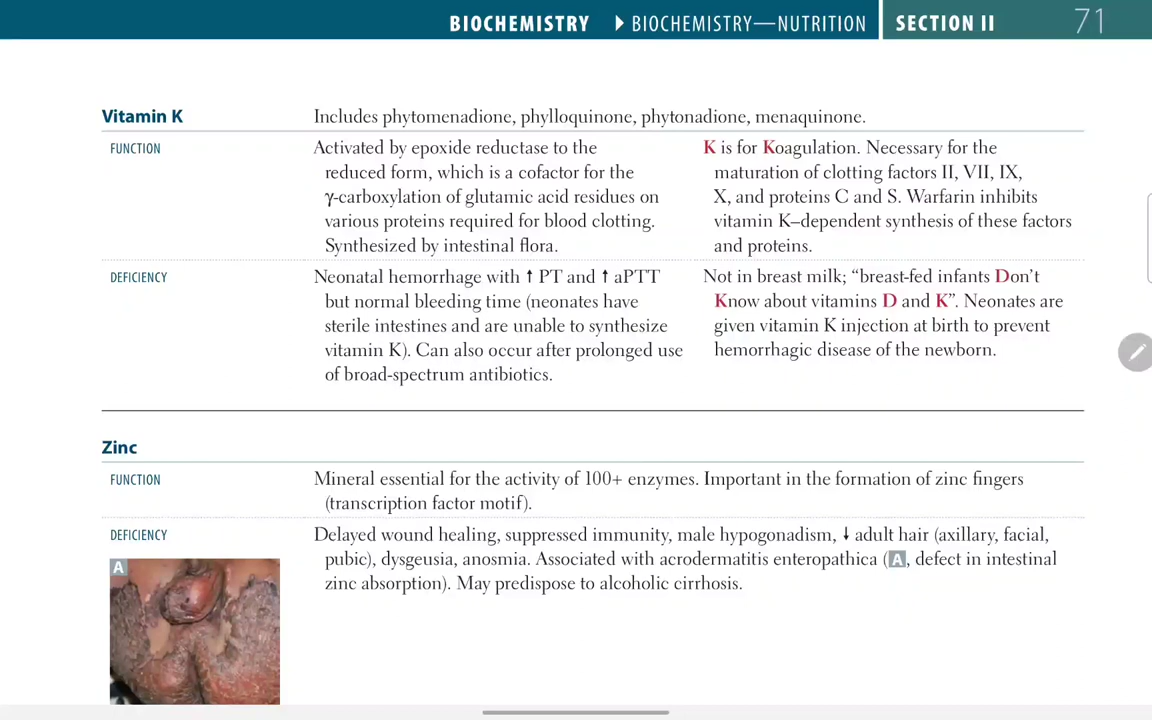 BIOCHEMISTRY ▶ BIOCHEMISTRY—NUTRITION SECTION II 71
Vitamin K Includes phytomenadione, phylloquinone, phytonadione, menaquinone.
FUNCTION
Activated by epoxide reductase to the
reduced form, which is a cofactor for the
γ-carboxylation of glutamic acid residues on
various proteins required for blood clotting.
Synthesized by intestinal flora.
K is for Koagulation. Necessary for the
maturation of clotting factors II, VII, IX,
X, and proteins C and S. Warfarin inhibits
vitamin K–dependent synthesis of these factors
and proteins.
DEFICIENCY
Neonatal hemorrhage with ↑ PT and ↑ aPTT
but normal bleeding time (neonates have
sterile intestines and are unable to synthesize
vitamin K). Can also occur after prolonged use
of broad-spectrum antibiotics.
Not in breast milk; “breast-fed infants Don’t
Know about vitamins D and K”. Neonates are
given vitamin K injection at birth to prevent
hemorrhagic disease of the newborn.
Zinc
FUNCTION
Mineral essential for the activity of 100+ enzymes. Important in the formation of zinc fingers
(transcription factor motif).
DEFICIENCY
Delayed wound healing, suppressed immunity, male hypogonadism, ↓ adult hair (axillary, facial,
pubic), dysgeusia, anosmia. Associated with acrodermatitis enteropathica (A, defect in intestinal
zinc absorption). May predispose to alcoholic cirrhosis.
A